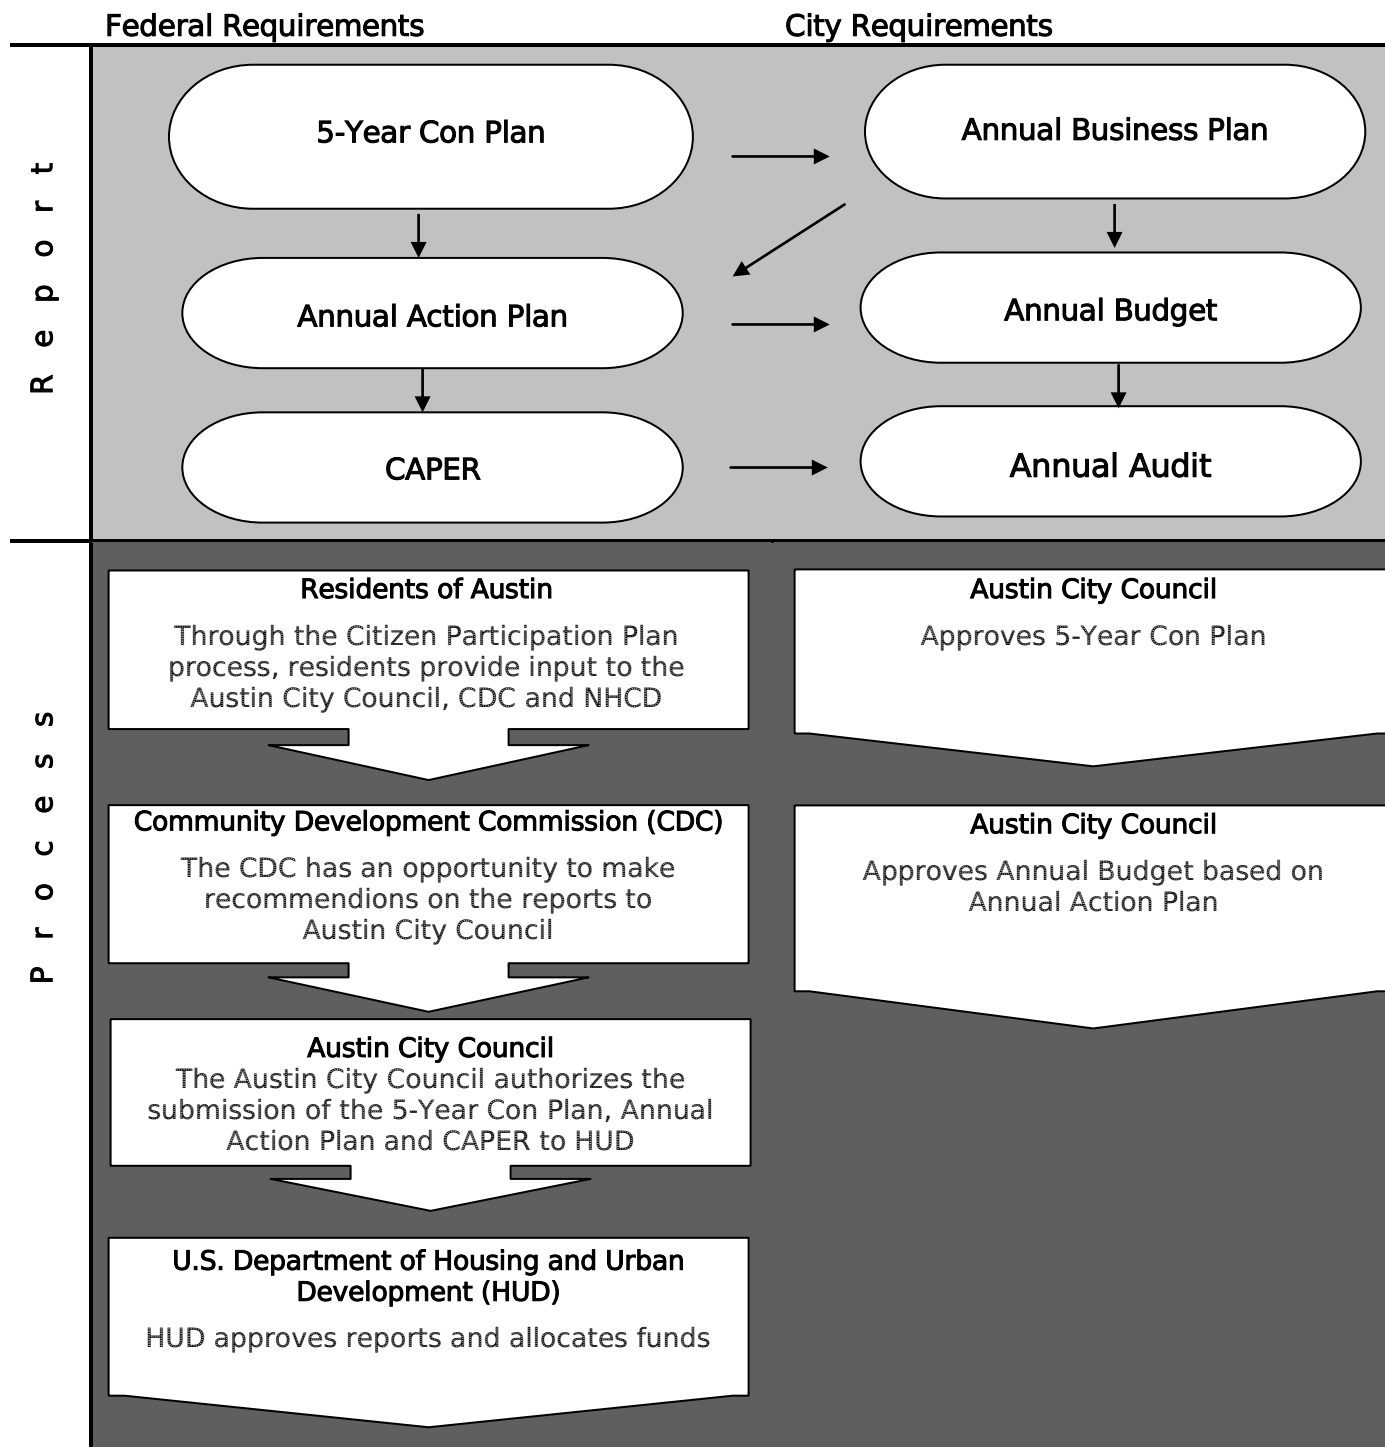 Federal Requirements
City Requirements
Report
5-Year Con Plan
Annual Business Plan
Annual Action Plan
Annual Budget
CAPER
Annual Audit
Process
Residents of Austin
Through the Citizen Participation Plan
process, residents provide input to the
Austin City Council, CDC and NHCD
Austin City Council
Approves 5-Year Con Plan
Community Development Commission (CDC)
The CDC has an opportunity to make
recommendions on the reports to
Austin City Council
Austin City Council
Approves Annual Budget based on
Annual Action Plan
Austin City Council
The Austin City Council authorizes the
submission of the 5-Year Con Plan, Annual
Action Plan and CAPER to HUD
U.S. Department of Housing and Urban
Development (HUD)
HUD approves reports and allocates funds